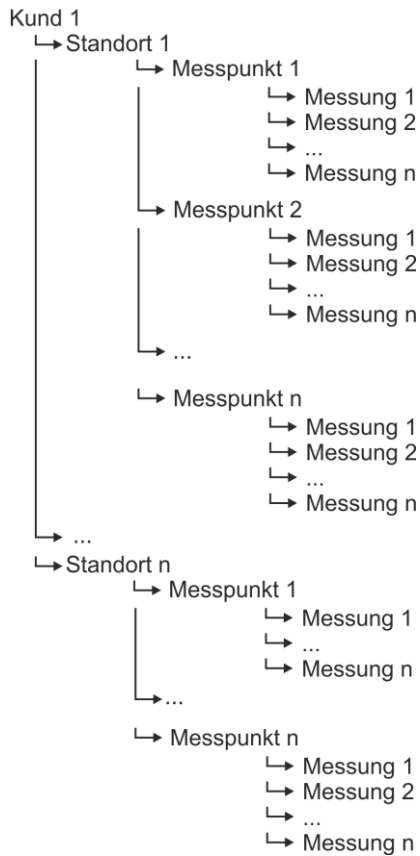 Kund 1
Standort 1
Messpunkt 1
Messung 1
Messung 2
...
Messung n
Messpunkt 2
Messung 1
Messung 2
...
Messung n
...
Messpunkt n
Messung 1
Messung 2
...
Messung n
...
Standort n
Messpunkt 1
Messung 1
...
Messung n
...
Messpunkt n
Messung 1
Messung 2
...
Messung n